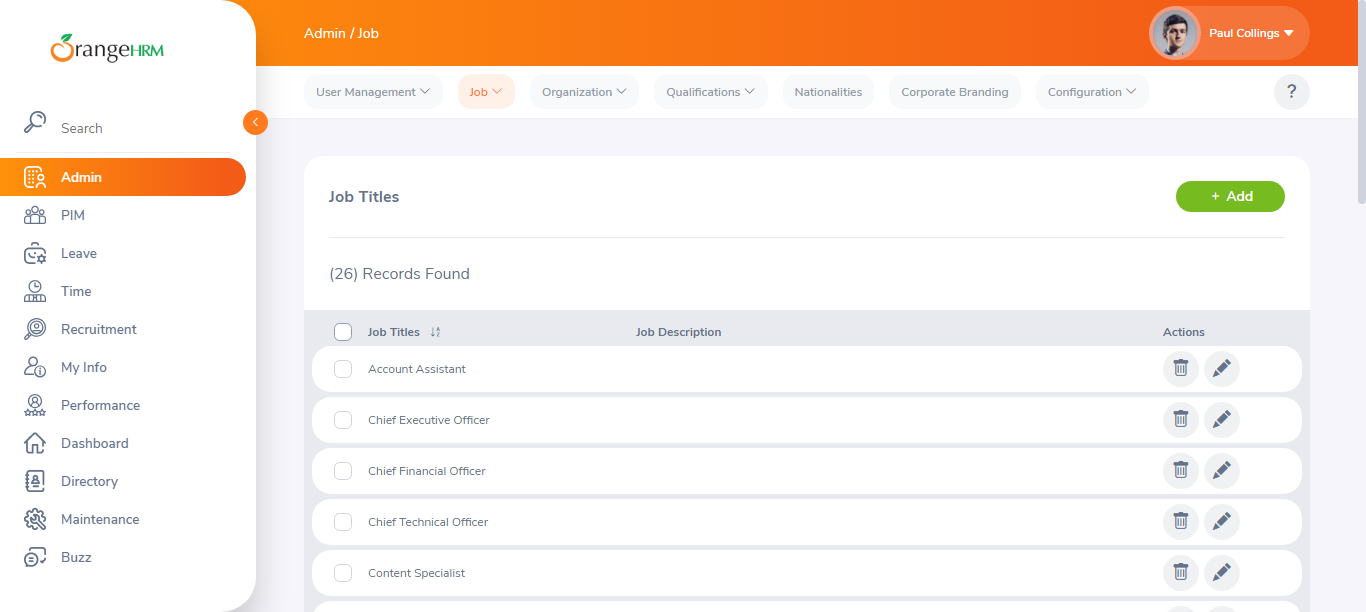 OrangeHRM
Search
Admin
PIM
Leave
Time
Recruitment
My Info
Performance
Dashboard
Directory
Maintenance
Buzz
Admin / Job
Paul Collings
User Management Job Organization Qualifications Nationalities Corporate Branding Configuration ?
Job Titles
+ Add
(26) Records Found
Job Titles Job Description Actions
Account Assistant
Chief Executive Officer
Chief Financial Officer
Chief Technical Officer
Content Specialist